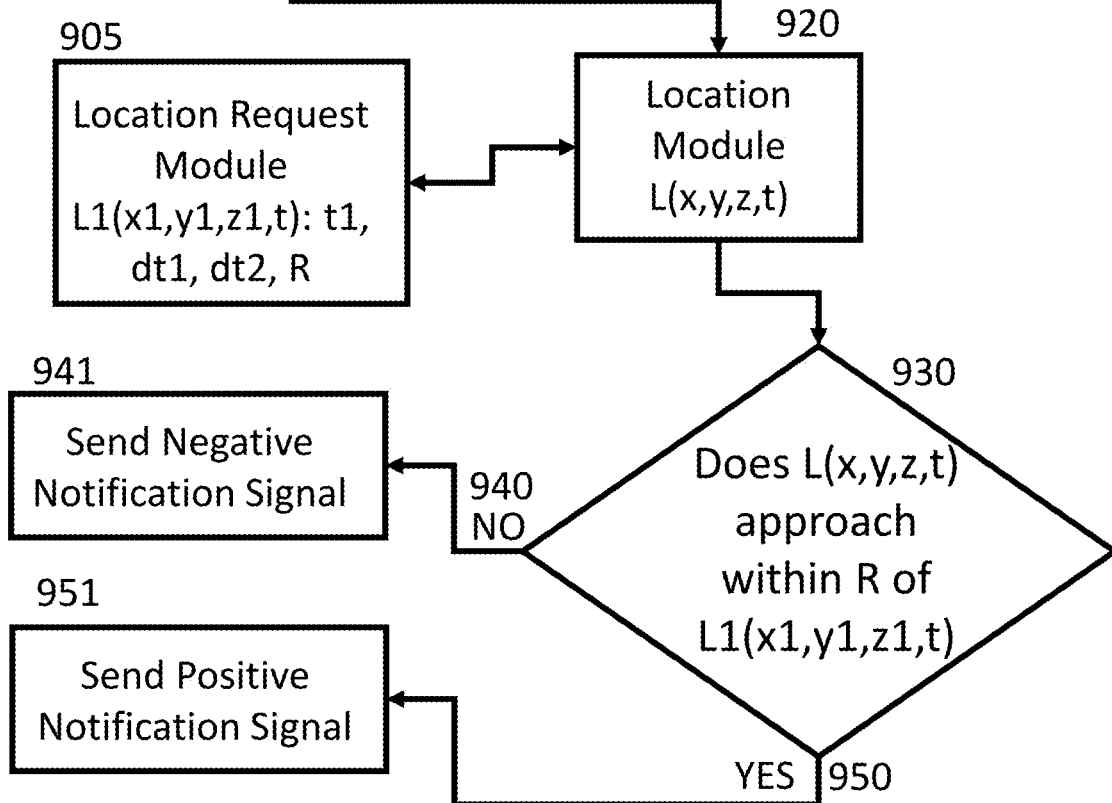 905
Location Request
Module
L1(x1,y1,z1,t): t1,
dt1, dt2, R
920
Location
Module
L(x,y,z,t)
930
Does L(x,y,z,t)
approach
within R of
L1(x1,y1,z1,t)
941
Send Negative
Notification Signal
940
NO
951
Send Positive
Notification Signal
YES 950